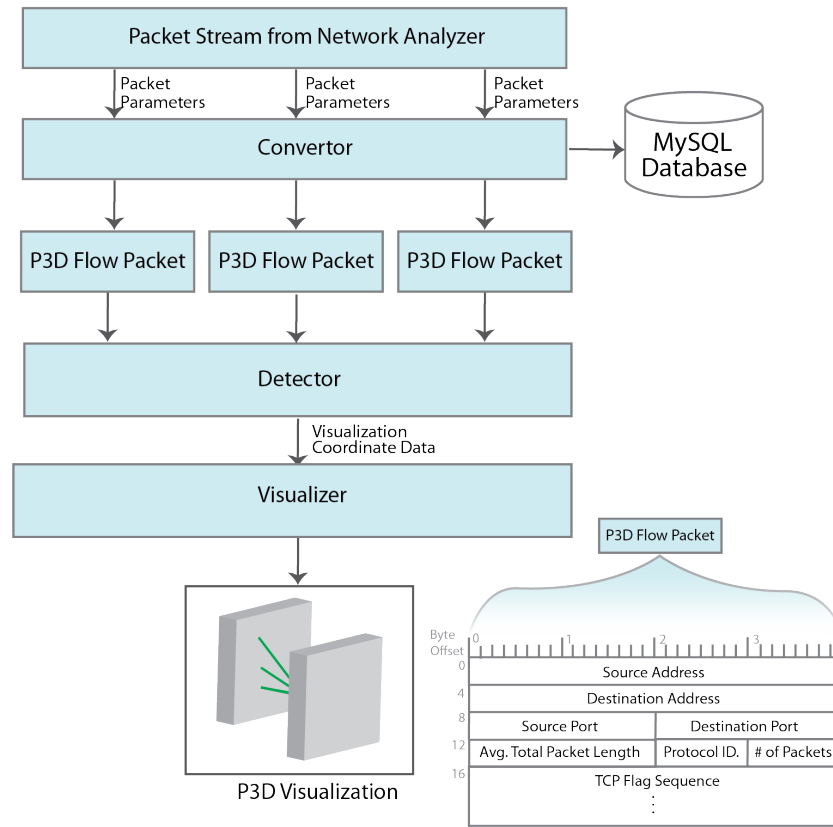 Packet Stream from Network Analyzer
Packet
Parameters
Packet
Parameters
Packet
Parameters
Convertor
MySQL
Database
P3D Flow Packet
P3D Flow Packet
P3D Flow Packet
Detector
Visualization
Coordinate Data
Visualizer
P3D Visualization
P3D Flow Packet
Byte
Offset
0 1 2 3
0
Source Address
4
Destination Address
8
Source Port Destination Port
12
Avg. Total Packet Length Protocol ID. # of Packets
16
TCP Flag Sequence
⋮